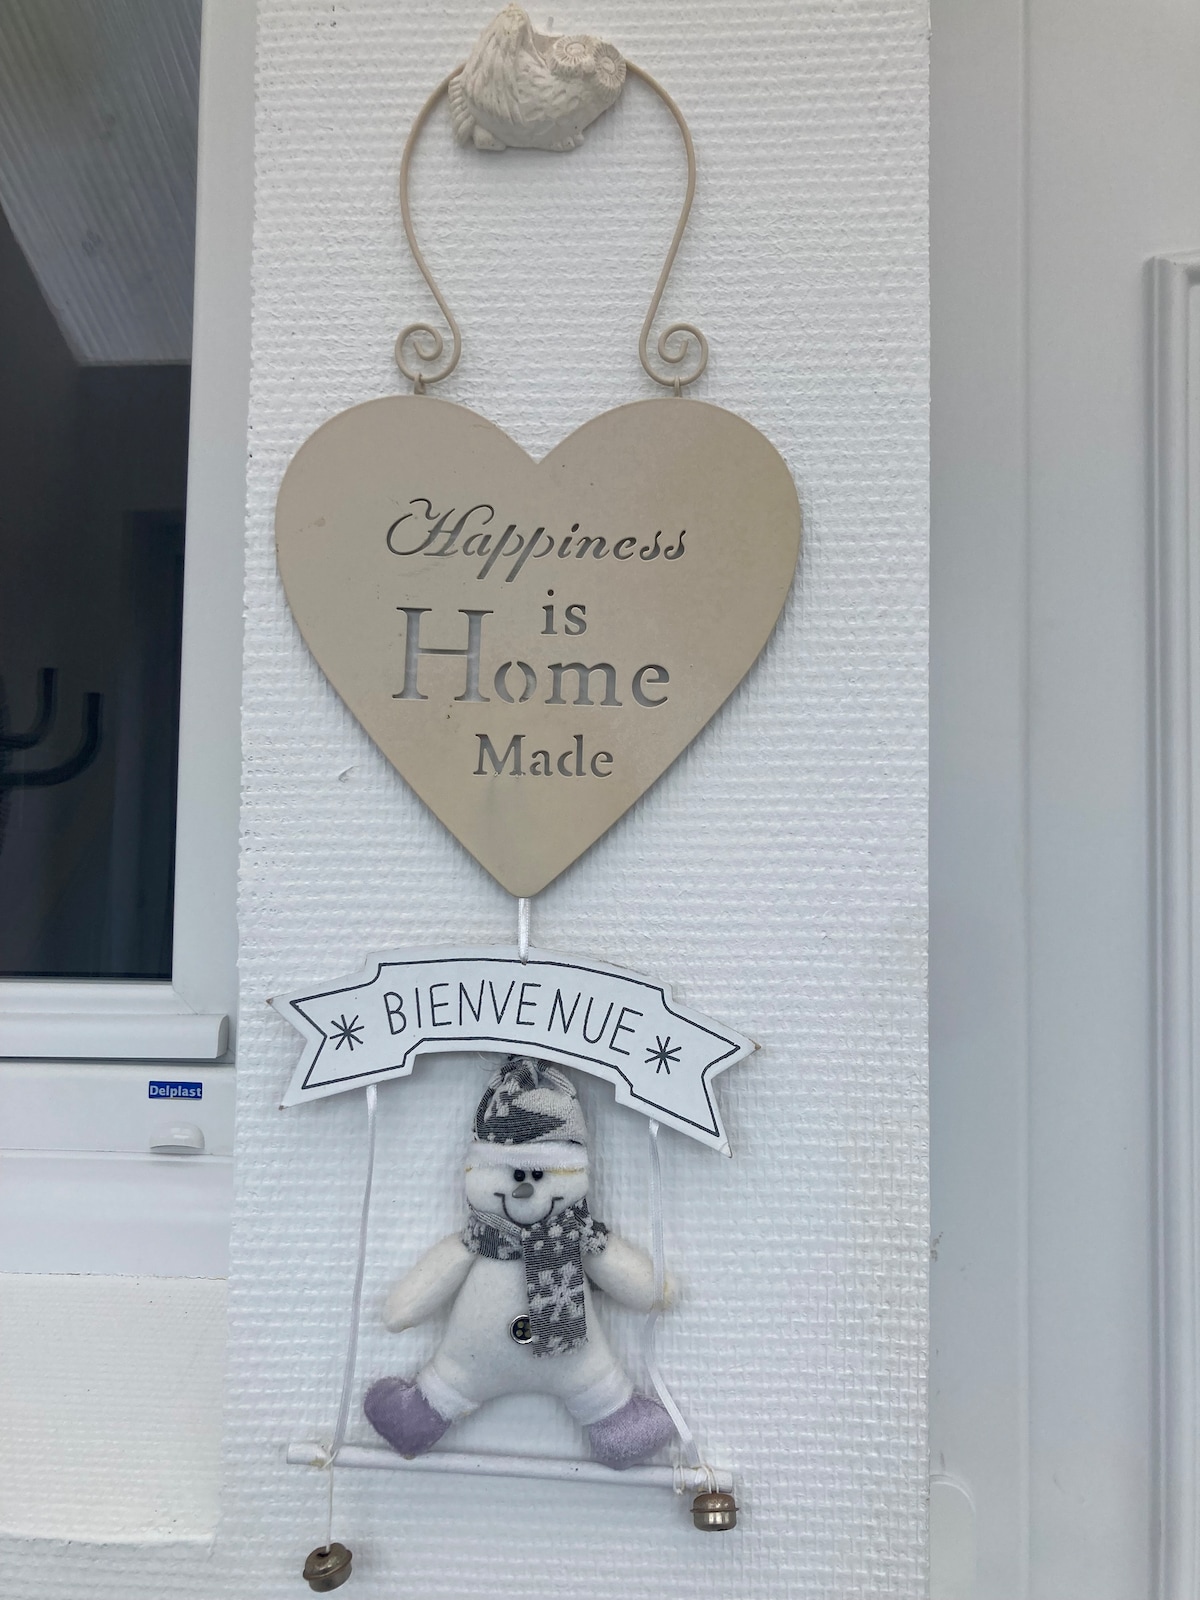 Happiness
is
Home
Made
* BIENVENUE *
Delplast